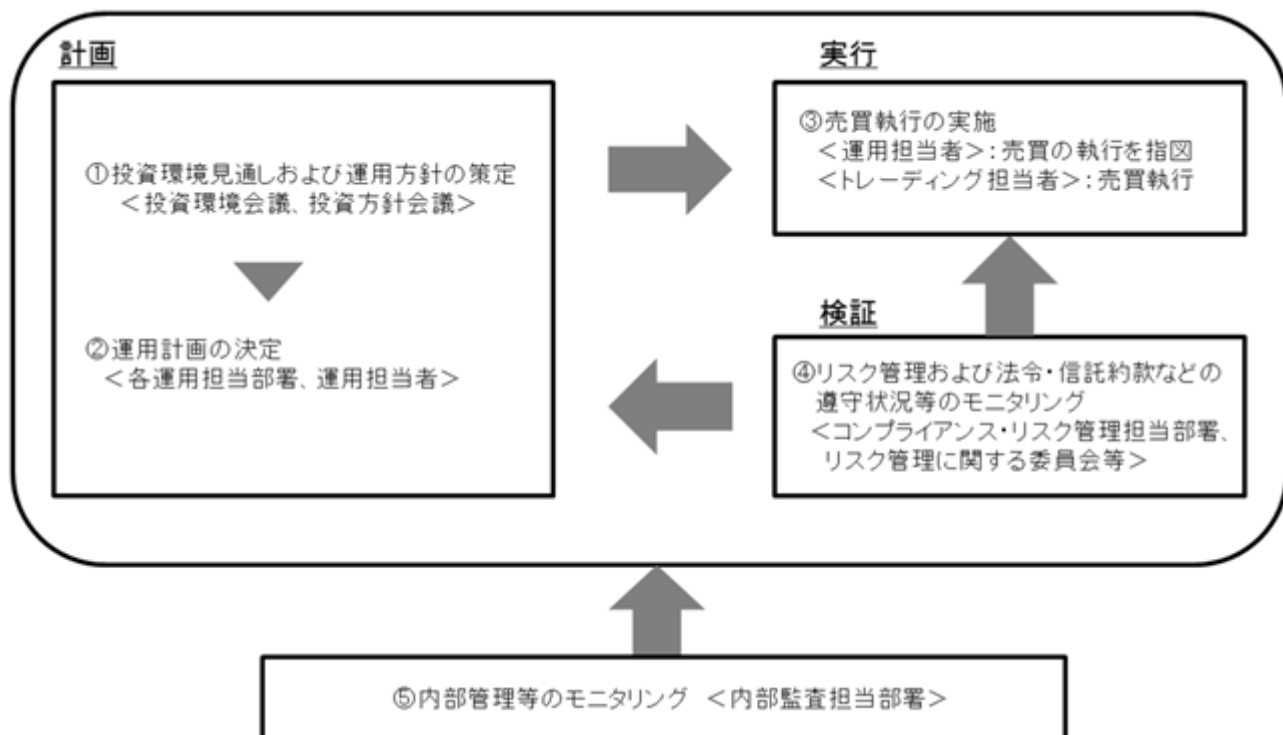 計画
①投資環境見通しおよび運用方針の策定
＜投資環境会議、投資方針会議＞
②運用計画の決定
＜各運用担当部署、運用担当者＞
実行
③売買執行の実施
＜運用担当者＞：売買の執行を指図
＜トレーディング担当者＞：売買執行
検証
④リスク管理および法令・信託約款などの
遵守状況等のモニタリング
＜コンプライアンス・リスク管理担当部署、
リスク管理に関する委員会等＞
⑤内部管理等のモニタリング ＜内部監査担当部署＞